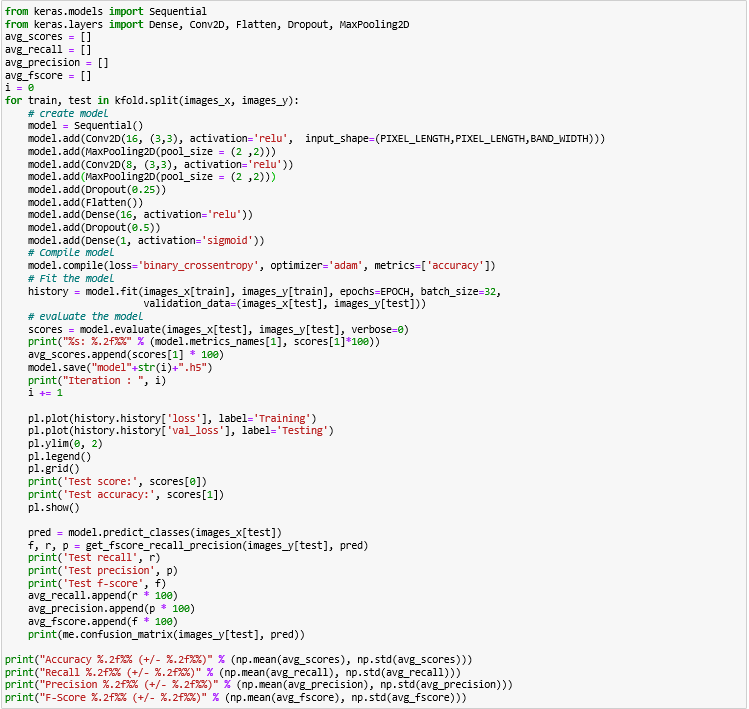 from keras.models import Sequential
from keras.layers import Dense, Conv2D, Flatten, Dropout, MaxPooling2D
avg_scores = []
avg_recall = []
avg_precision = []
avg_fscore = []
i = 0
for train, test in kfold.split(images_x, images_y):
    # create model
    model = Sequential()
    model.add(Conv2D(16, (3,3), activation='relu',  input_shape=(PIXEL_LENGTH,PIXEL_LENGTH,BAND_WIDTH)))
    model.add(MaxPooling2D(pool_size = (2 ,2)))
    model.add(Conv2D(8, (3,3), activation='relu'))
    model.add(MaxPooling2D(pool_size = (2 ,2)))
    model.add(Dropout(0.25))
    model.add(Flatten())
    model.add(Dense(16, activation='relu'))
    model.add(Dropout(0.5))
    model.add(Dense(1, activation='sigmoid'))
    # Compile model
    model.compile(loss='binary_crossentropy', optimizer='adam', metrics=['accuracy'])
    # Fit the model
    history = model.fit(images_x[train], images_y[train], epochs=EPOCH, batch_size=32,
                        validation_data=(images_x[test], images_y[test]))
    # evaluate the model
    scores = model.evaluate(images_x[test], images_y[test], verbose=0)
    print("%s: %.2f%%" % (model.metrics_names[1], scores[1]*100))
    avg_scores.append(scores[1] * 100)
    model.save("model"+str(i)+".h5")
    print("Iteration : ", i)
    i += 1

    pl.plot(history.history['loss'], label='Training')
    pl.plot(history.history['val_loss'], label='Testing')
    pl.ylim(0, 2)
    pl.legend()
    pl.grid()
    print('Test score:', scores[0])
    print('Test accuracy:', scores[1])
    pl.show()

    pred = model.predict_classes(images_x[test])
    f, r, p = get_fscore_recall_precision(images_y[test], pred)
    print('Test recall', r)
    print('Test precision', p)
    print('Test f-score', f)
    avg_recall.append(r * 100)
    avg_precision.append(p * 100)
    avg_fscore.append(f * 100)
    print(me.confusion_matrix(images_y[test], pred))

print("Accuracy %.2f%% (+/- %.2f%%)" % (np.mean(avg_scores), np.std(avg_scores)))
print("Recall %.2f%% (+/- %.2f%%)" % (np.mean(avg_recall), np.std(avg_recall)))
print("Precision %.2f%% (+/- %.2f%%)" % (np.mean(avg_precision), np.std(avg_precision)))
print("F-Score %.2f%% (+/- %.2f%%)" % (np.mean(avg_fscore), np.std(avg_fscore)))